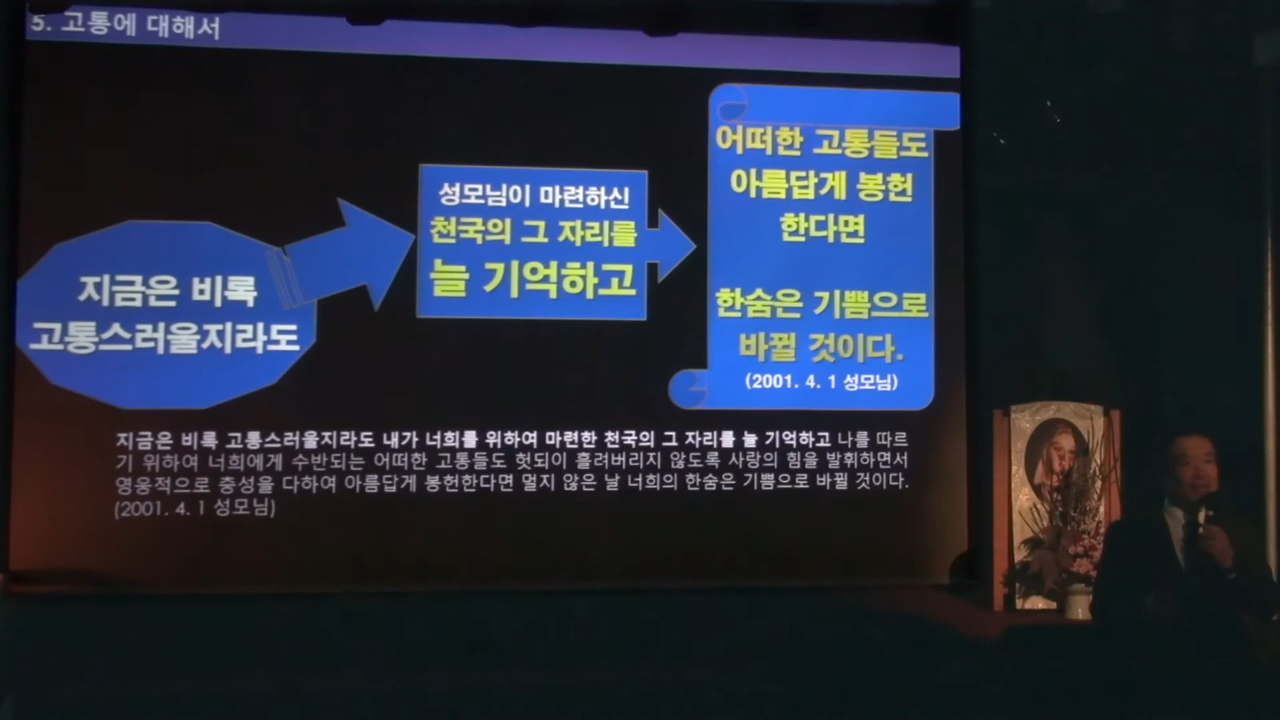 5. 고통에 대해서
지금은 비록
고통스러울지라도
성모님이 마련하신
천국의 그 자리를
늘 기억하고
어떠한 고통들도
아름답게 봉헌
한다면
한숨은 기쁨으로
바뀔 것이다.
(2001. 4. 1 성모님)
지금은 비록 고통스러울지라도 내가 너희를 위하여 마련한 천국의 그 자리를 늘 기억하고 나를 따르
기 위하여 너희에게 수반되는 어떠한 고통들도 헛되이 흘려버리지 않도록 사랑의 힘을 발휘하면서
영웅적으로 충성을 다하여 아름답게 봉헌한다면 멀지 않은 날 너희의 한숨은 기쁨으로 바뀔 것이다.
(2001. 4. 1 성모님)